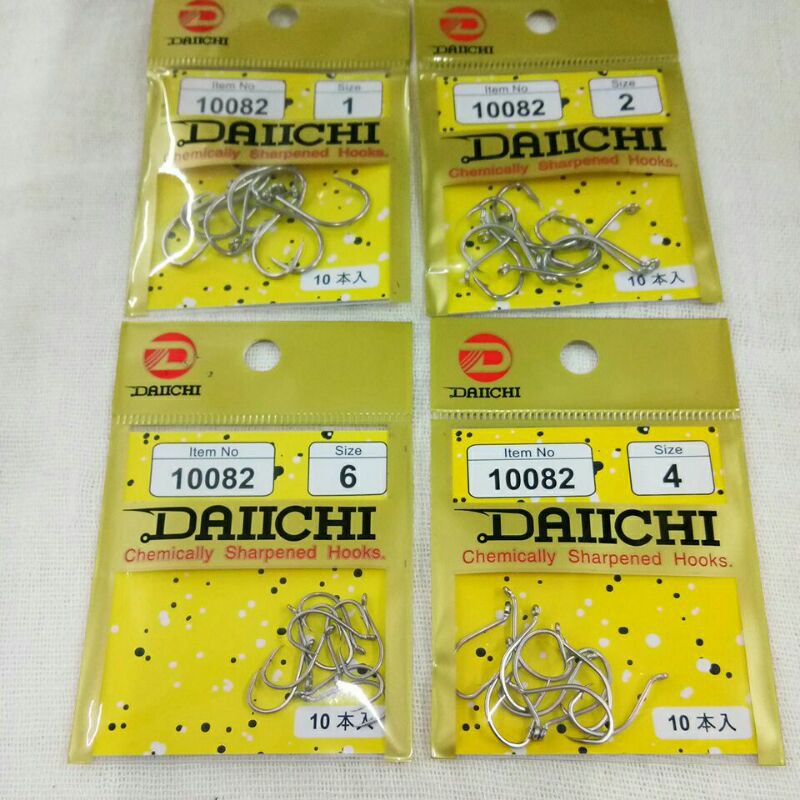 DAIICHI
Item No
Size
10082
1
DAIICHI
Chemically Sharpened Hooks.
10 本入
DAIICHI
Item No
Size
10082
2
DAIICHI
Chemically Sharpened Hooks.
10 本入
DAIICHI
Item No
Size
10082
6
DAIICHI
Chemically Sharpened Hooks.
10 本入
DAIICHI
Item No
Size
10082
4
DAIICHI
Chemically Sharpened Hooks.
10 本入